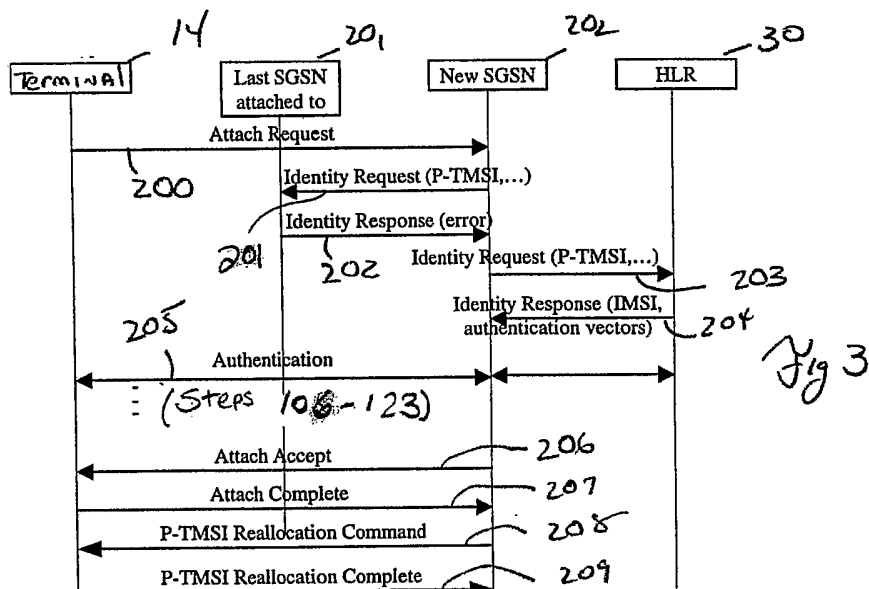 14
20₁
20₂
30
Terminal
Last SGSN
attached to
New SGSN
HLR
Attach Request
200
Identity Request (P-TMSI,...)
201
Identity Response (error)
202
Identity Request (P-TMSI,...)
203
Identity Response (IMSI,
authentication vectors)
204
205
Authentication
(Steps 106-123)
Fig 3
Attach Accept
206
Attach Complete
207
P-TMSI Reallocation Command
208
P-TMSI Reallocation Complete
209